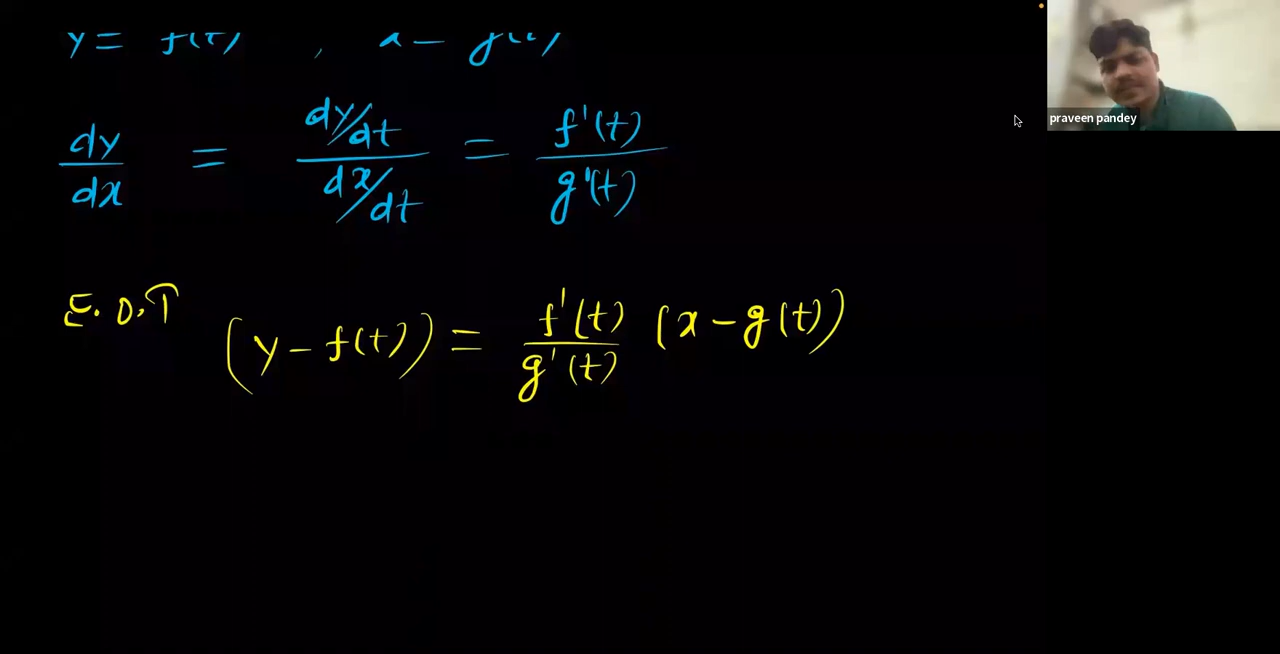 y = f(t) , x = g(t)
praveen pandey
dy/dx = (dy/dt)/(dx/dt) = f'(t)/g'(t)
E.O.T (y - f(t)) = f'(t)/g'(t) (x - g(t))